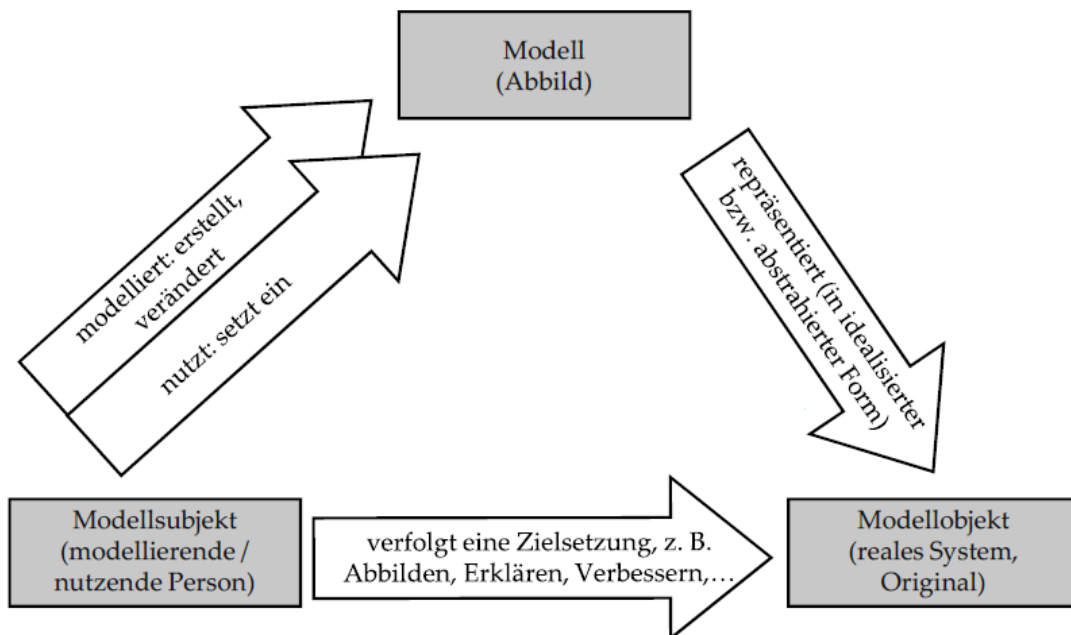 Modell
(Abbild)
modelliert: erstellt,
verändert
nutzt: setzt ein
repräsentiert (in idealisierter
bzw. abstrahierter Form)
Modellsubjekt
(modellierende /
nutzende Person)
verfolgt eine Zielsetzung, z. B.
Abbilden, Erklären, Verbessern,…
Modellobjekt
(reales System,
Original)